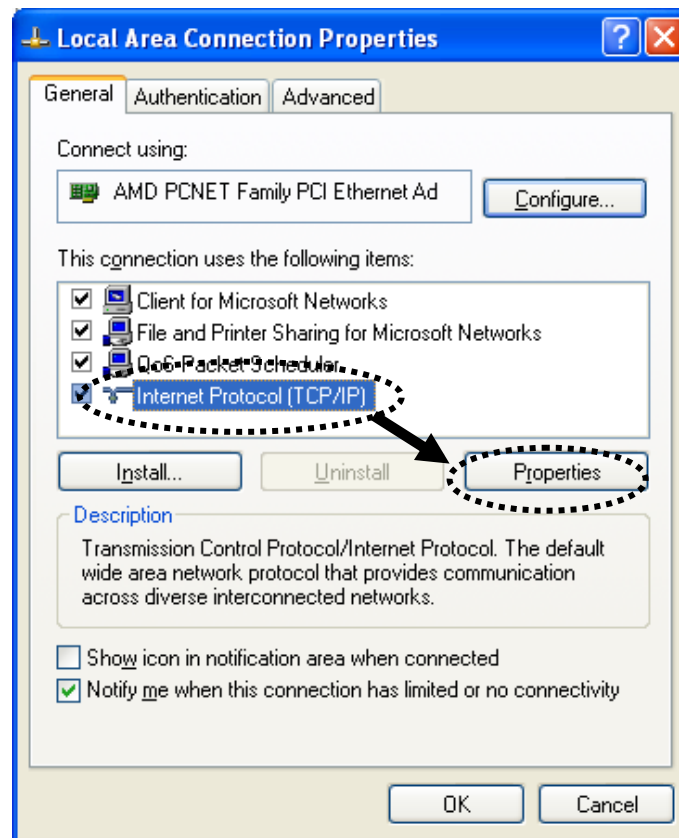 Local Area Connection Properties
General Authentication Advanced
Connect using:
AMD PCNET Family PCI Ethernet Ad
Configure...
This connection uses the following items:
Client for Microsoft Networks
File and Printer Sharing for Microsoft Networks
QoS Packet Scheduler
Internet Protocol (TCP/IP)
Install... Uninstall Properties
Description
Transmission Control Protocol/Internet Protocol. The default
wide area network protocol that provides communication
across diverse interconnected networks.
Show icon in notification area when connected
Notify me when this connection has limited or no connectivity
OK Cancel